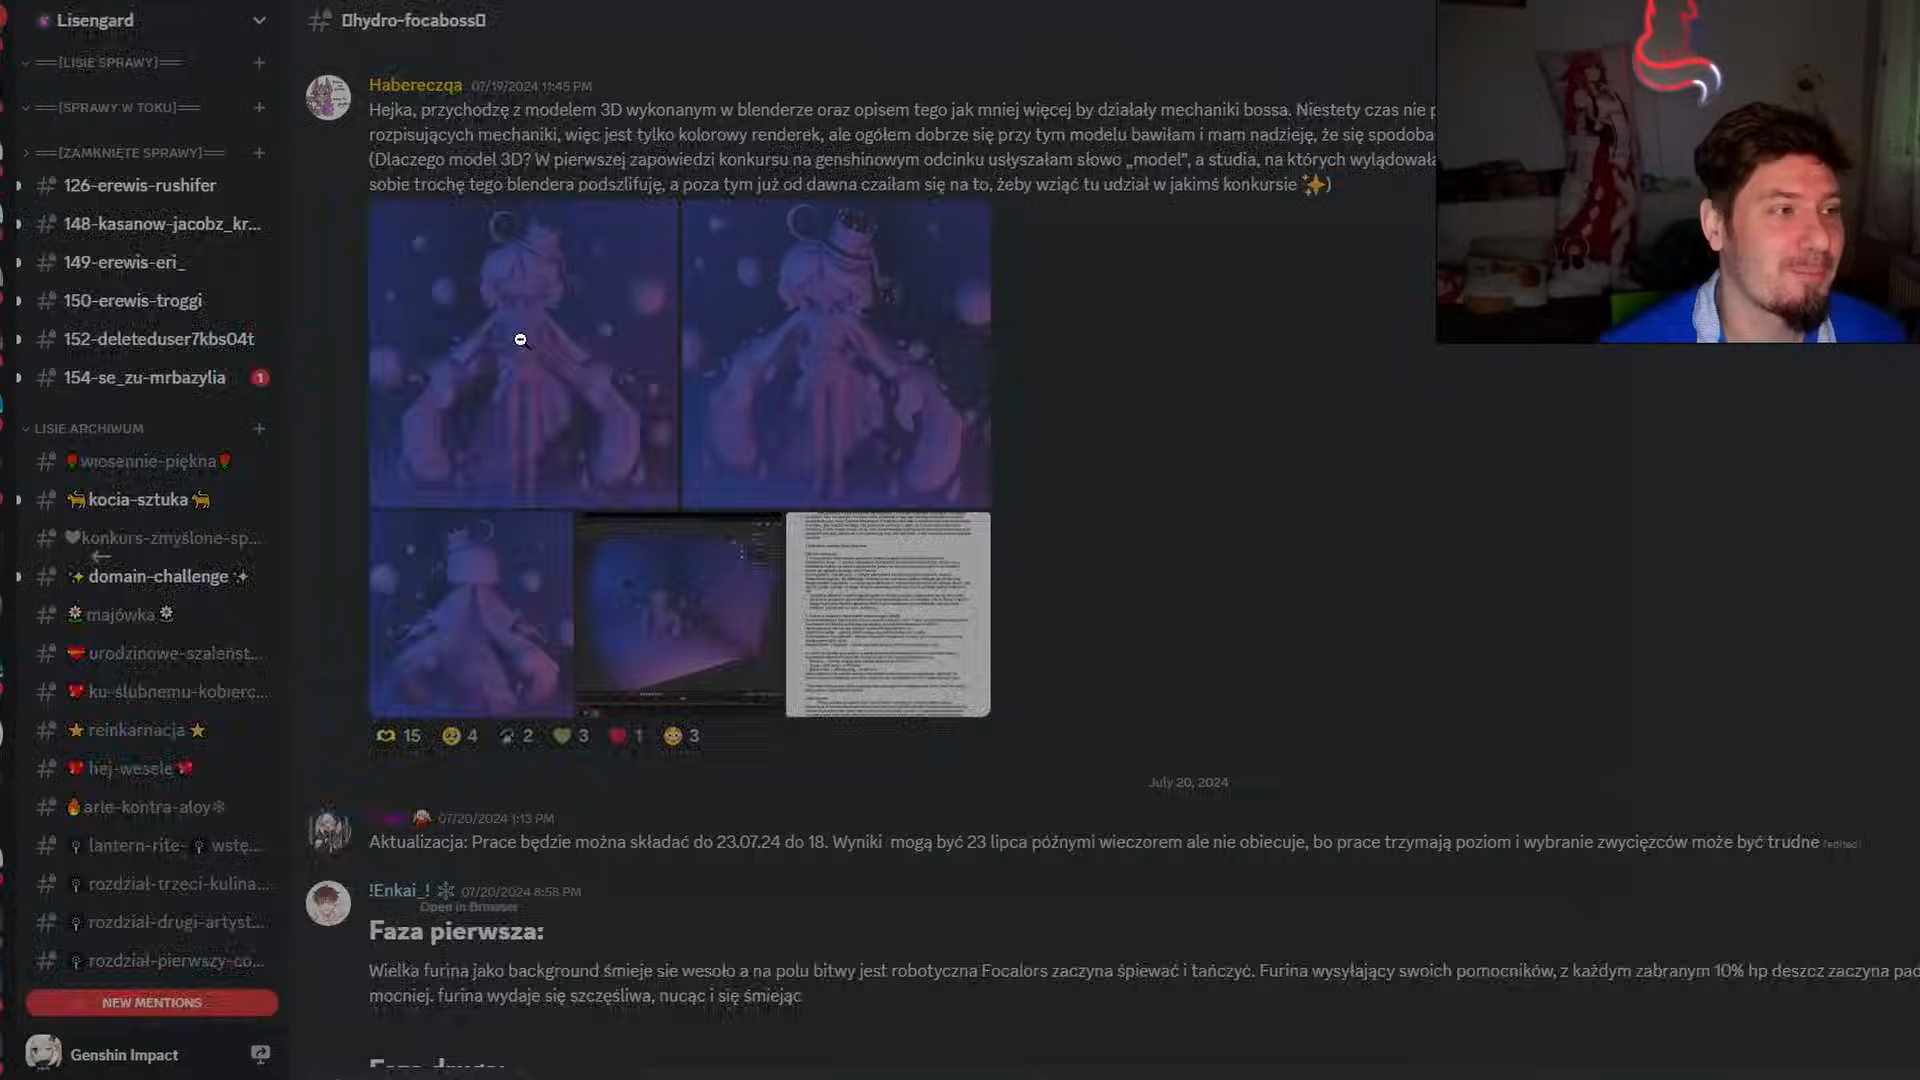 Lisengard
hydro-focaboss
==[LISIE SPRAWY]==
==[SPRAWY W TOKU]==
==[ZAMKNIĘTE SPRAWY]==
126-erewis-rushifer
148-kasanow-jacobz_kr...
149-erewis-eri_
150-erewis-troggi
152-deleteduser7kbs04t
154-se_zu-mrbazylia
1
LISIE ARCHIWUM
wiosennie-piękna
kocia-sztuka
konkurs-zmyślone-sp...
domain-challenge
majówka
urodzinowe-szaleńst...
ku-ślubnemu-kobierc...
reinkarnacja
hej-wesele
arle-kontra-aloy
lantern-rite- wstę...
rozdział-trzeci-kulina...
rozdział-drugi-artyst...
rozdział-pierwszy-co...
NEW MENTIONS
Genshin Impact
Habereczqa 07/19/2024 11:45 PM
Hejka, przychodzę z modelem 3D wykonanym w blenderze oraz opisem tego jak mniej więcej by działały mechaniki bossa. Niestety czas nie p
rozpisujących mechaniki, więc jest tylko kolorowy renderek, ale ogółem dobrze się przy tym modelu bawiłam i mam nadzieję, że się spodoba
(Dlaczego model 3D? W pierwszej zapowiedzi konkursu na genshinowym odcinku usłyszałam słowo „model", a studia, na których wylądowała
sobie trochę tego blendera podszlifuję, a poza tym już od dawna czaiłam się na to, żeby wziąć tu udział w jakimś konkursie ✨)
15 4 2 3 1 3
July 20, 2024
07/20/2024 1:13 PM
Aktualizacja: Prace będzie można składać do 23.07.24 do 18. Wyniki mogą być 23 lipca późnymi wieczorem ale nie obiecuje, bo prace trzymają poziom i wybranie zwycięzców może być trudne (edited)
!Enkai_! 07/20/2024 8:58 PM
Open in Browser
Faza pierwsza:
Wielka furina jako background śmieje sie wesoło a na polu bitwy jest robotyczna Focalors zaczyna śpiewać i tańczyć. Furina wysyłający swoich pomocników, z każdym zabranym 10% hp deszcz zaczyna pad
mocniej. furina wydaje się szczęśliwa, nucąc i się śmiejąc